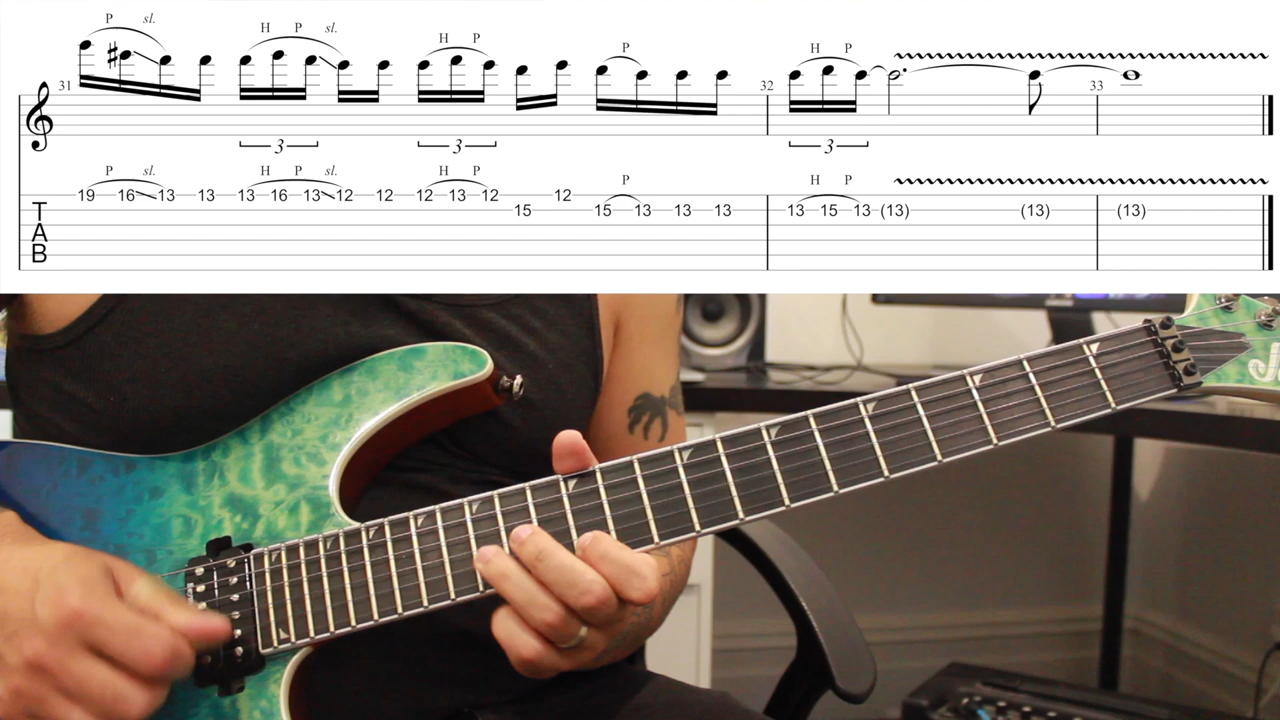 P sl. H P sl. H P P H P
31 32 33
3 3 3
P sl. H P sl. H P P H P
19 16 13 13 13 16 13 12 12 12 13 12 12
T 15 15 13 13 13 13 15 13 (13) (13) (13)
A
B